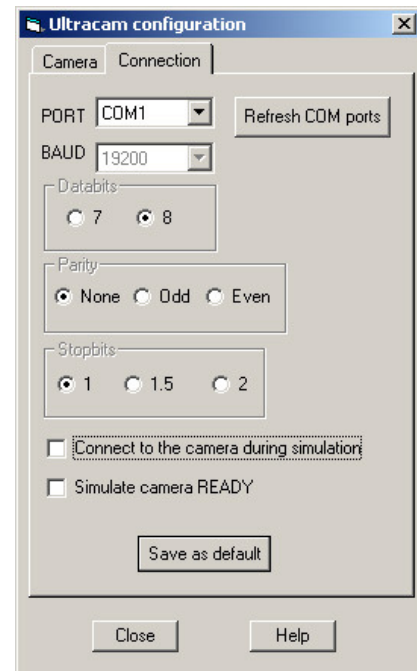 Ultracam configuration
Camera Connection
PORT COM1 Refresh COM ports
BAUD 19200
Databits
7 8
Parity
None Odd Even
Stopbits
1 1.5 2
Connect to the camera during simulation
Simulate camera READY
Save as default
Close Help